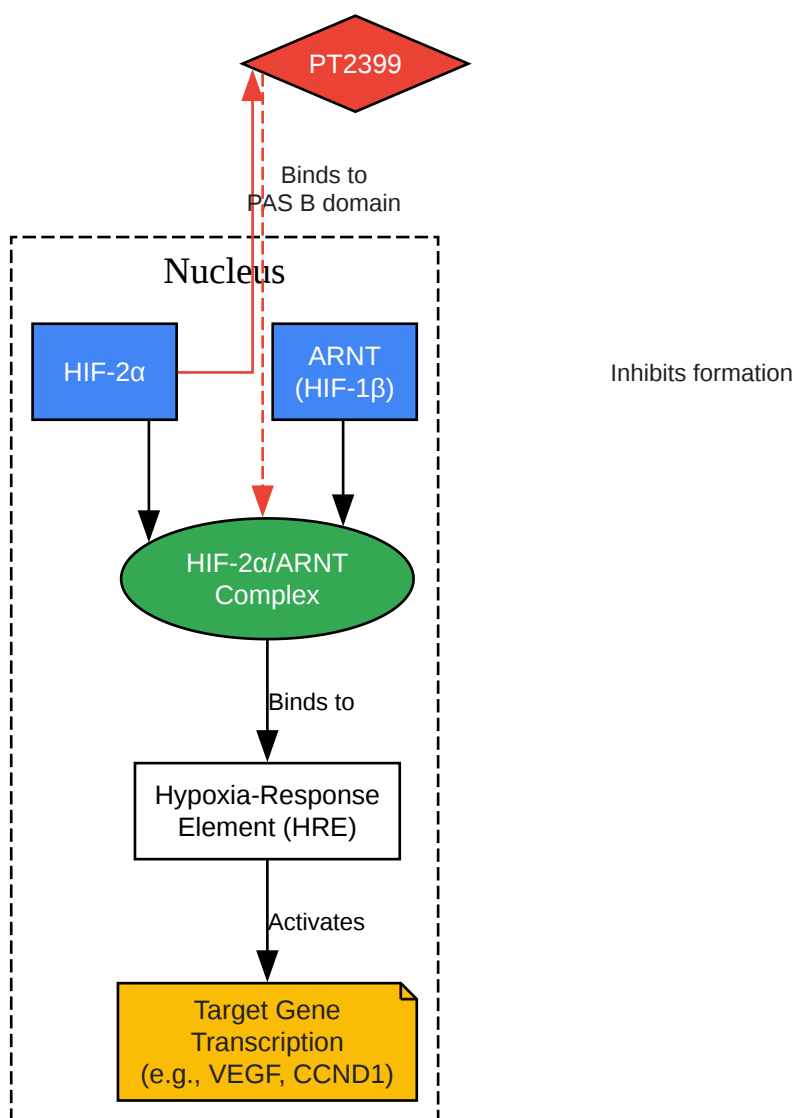 PT2399
Binds to
PAS B domain
Nucleus
HIF-2α
ARNT
(HIF-1β)
Inhibits formation
HIF-2α/ARNT
Complex
Binds to
Hypoxia-Response
Element (HRE)
Activates
Target Gene
Transcription
(e.g., VEGF, CCND1)